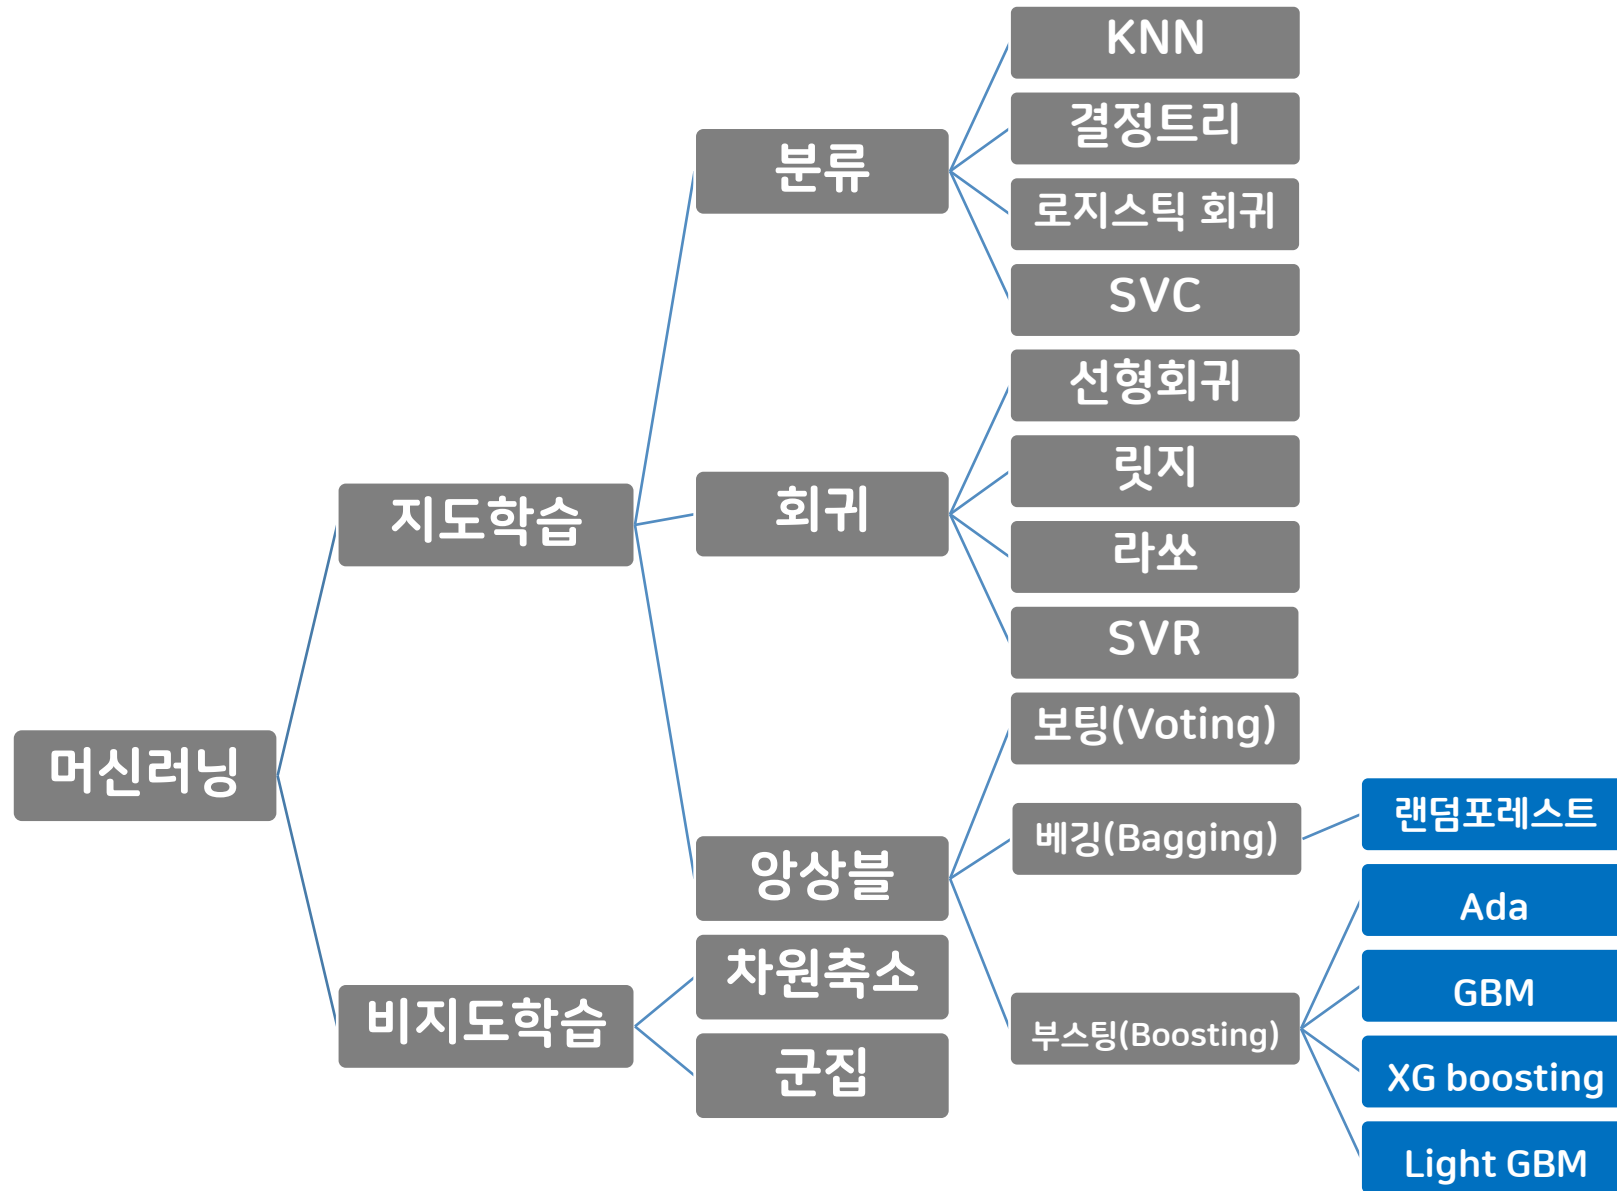 머신러닝
지도학습
분류
KNN
결정트리
로지스틱 회귀
SVC
회귀
선형회귀
릿지
라쏘
SVR
앙상블
보팅(Voting)
베깅(Bagging)
랜덤포레스트
부스팅(Boosting)
Ada
GBM
XG boosting
Light GBM
비지도학습
차원축소
군집